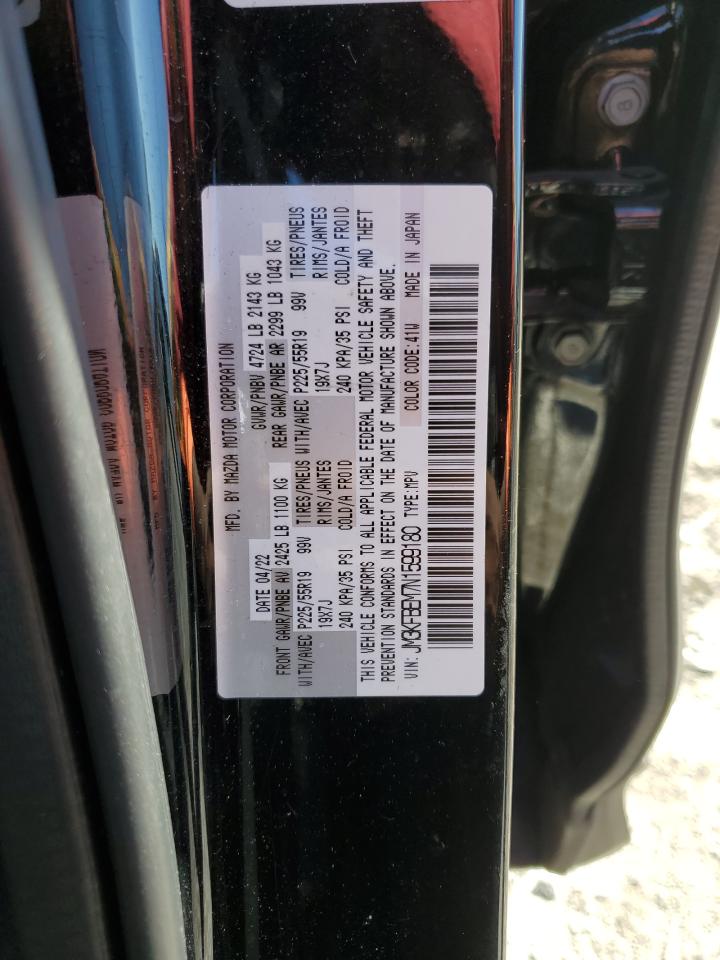 MFD. BY MAZDA MOTOR CORPORATION
DATE 04/22 GVWR/PNBV 4724 LB 2143 KG
FRONT GAWR/PNBE AV 2425 LB 1100 KG REAR GAWR/PNBE AR 2299 LB 1043 KG
WITH/AVEC P225/55R19 99V TIRES/PNEUS WITH/AVEC P225/55R19 99V TIRES/PNEUS
19X7J RIMS/JANTES 19X7J RIMS/JANTES
240 KPA/35 PSI COLD/A FROID 240 KPA/35 PSI COLD/A FROID
THIS VEHICLE CONFORMS TO ALL APPLICABLE FEDERAL MOTOR VEHICLE SAFETY AND THEFT
PREVENTION STANDARDS IN EFFECT ON THE DATE OF MANUFACTURE SHOWN ABOVE.
VIN: JM3KFBEM7N1599180 TYPE:MPV COLOR CODE:41W MADE IN JAPAN
8